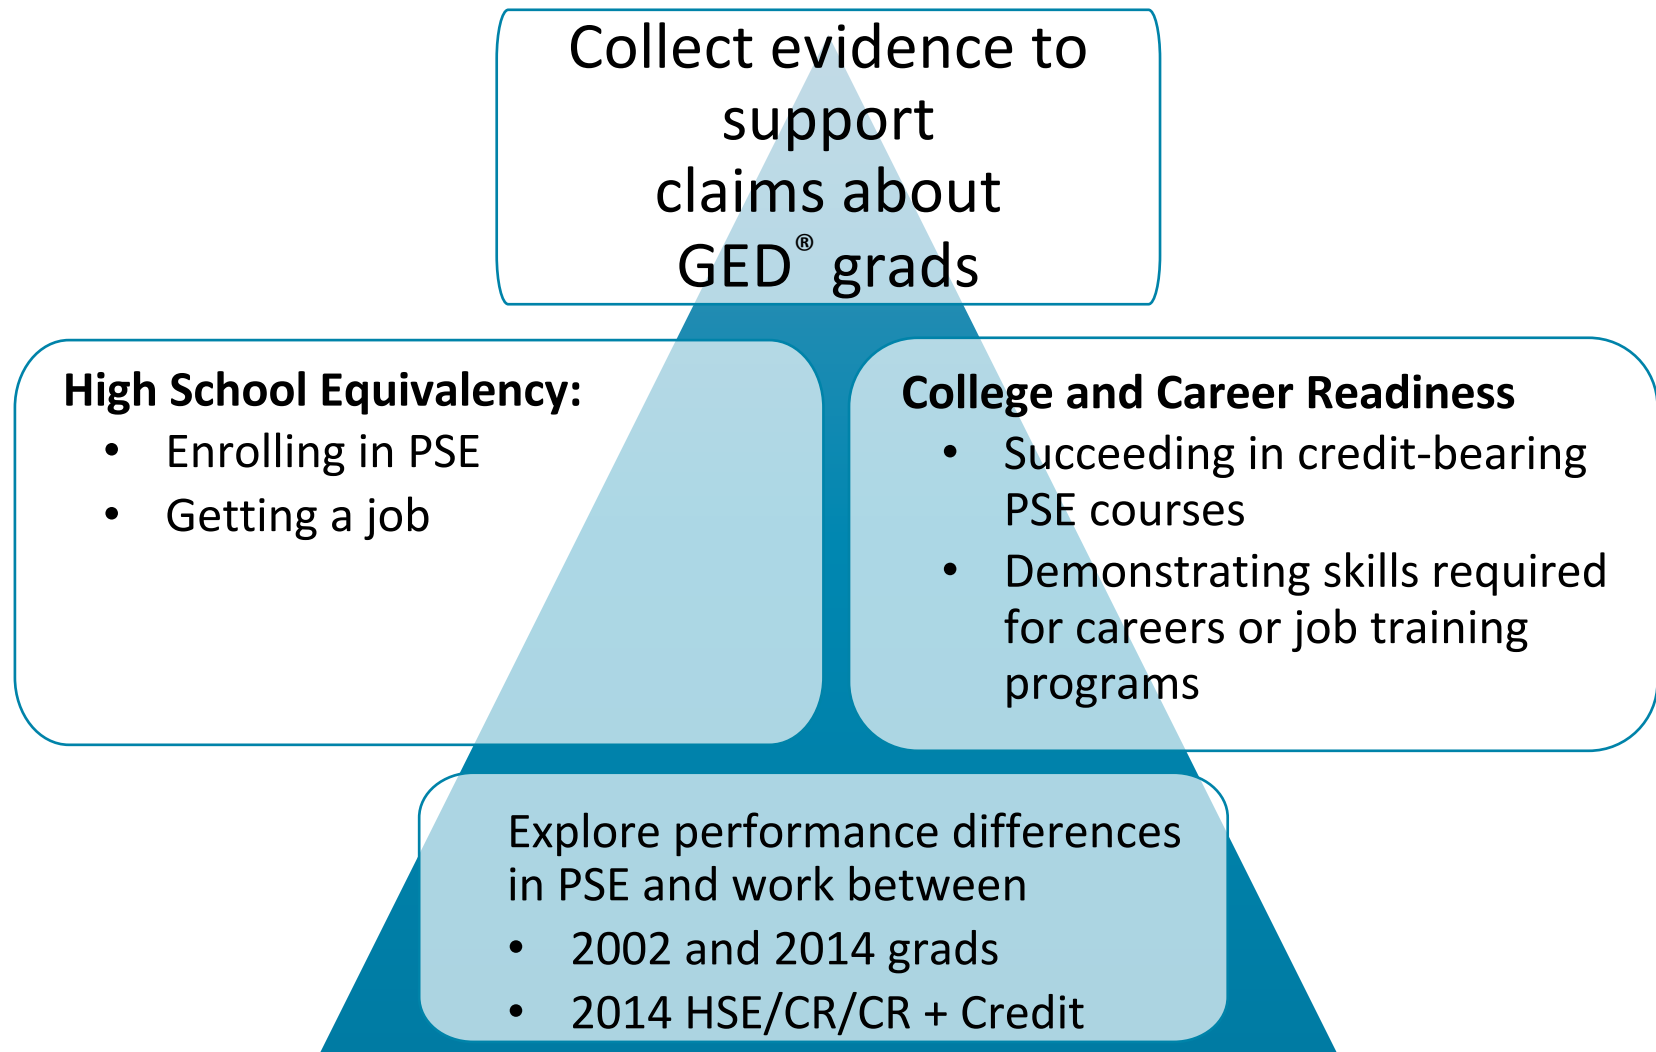 Collect evidence to
support
claims about
GED® grads
High School Equivalency:
• Enrolling in PSE
• Getting a job
College and Career Readiness
• Succeeding in credit-bearing
PSE courses
• Demonstrating skills required
for careers or job training
programs
Explore performance differences
in PSE and work between
• 2002 and 2014 grads
• 2014 HSE/CR/CR + Credit